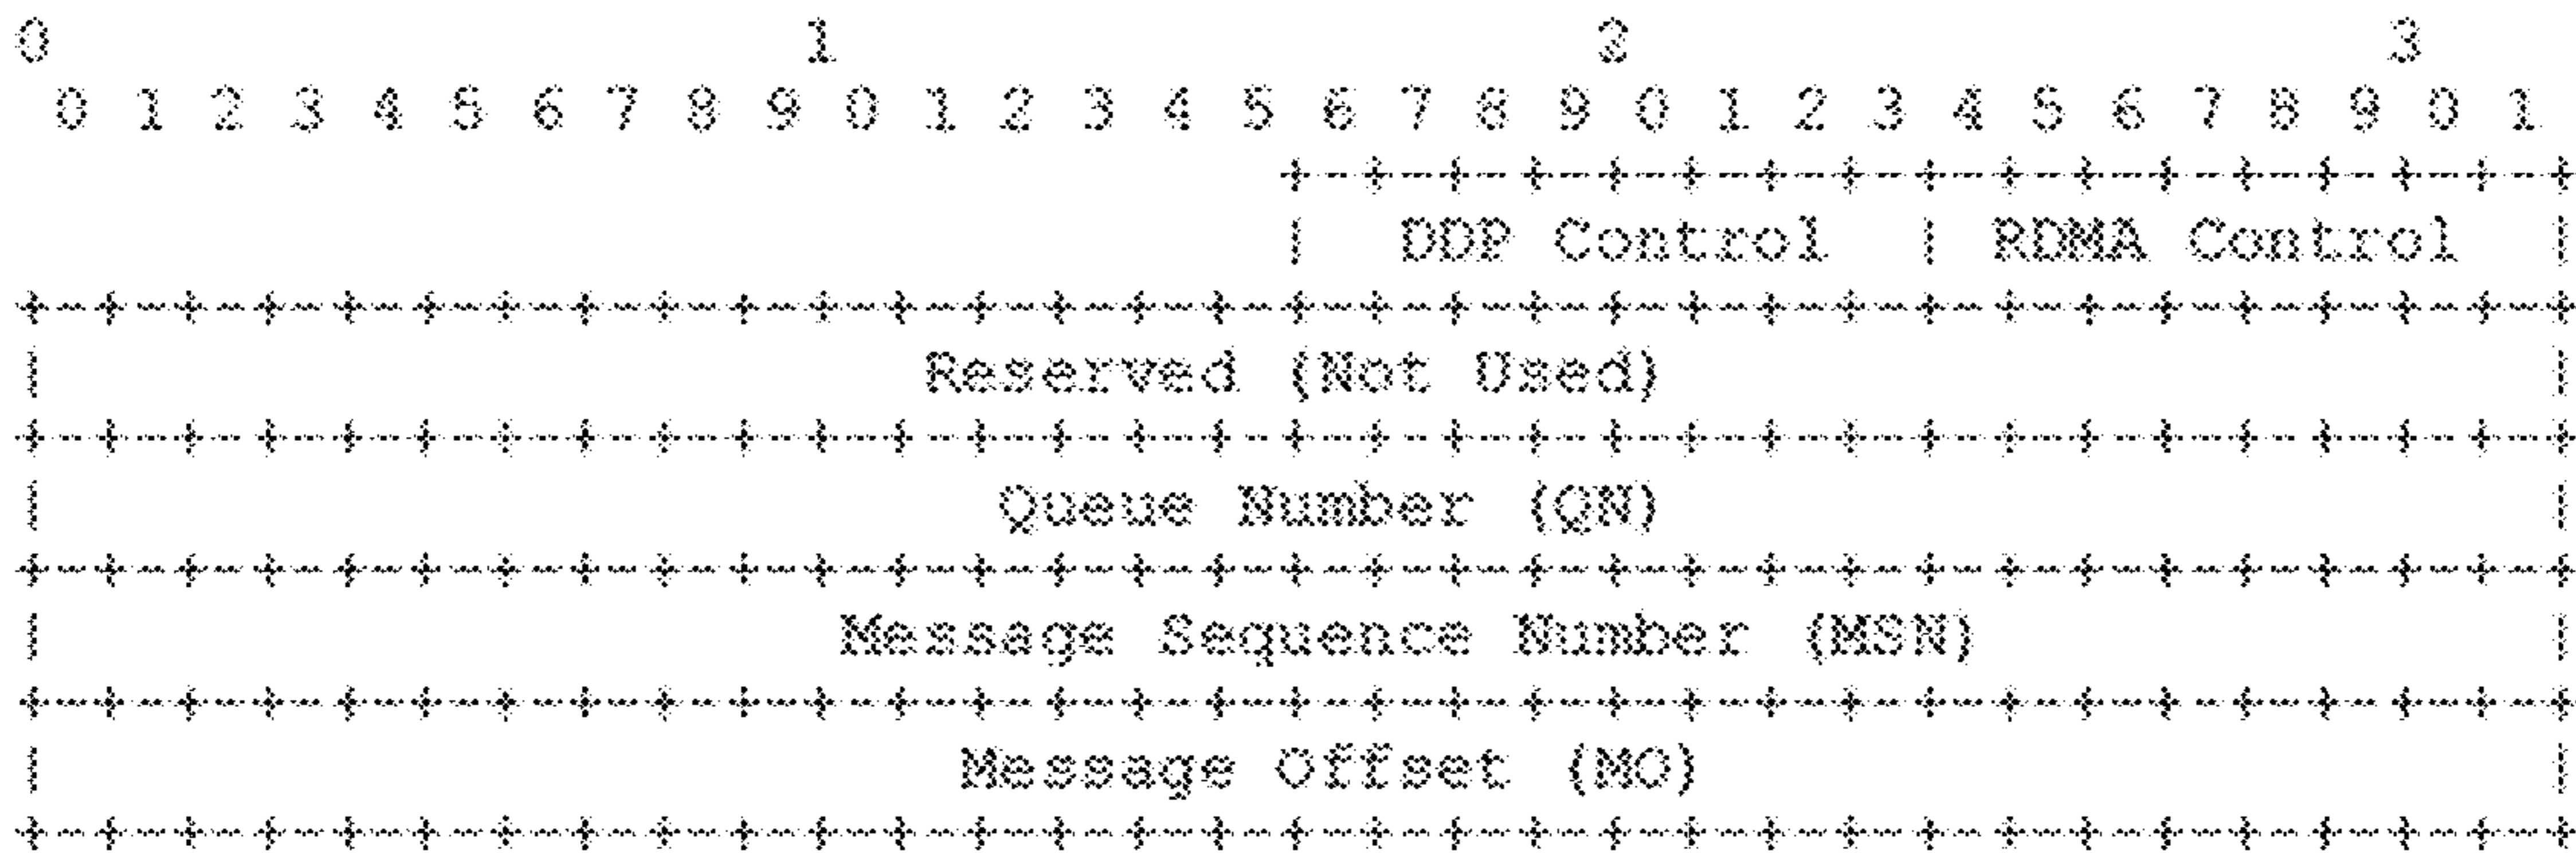 0                   1                   2                   3
 0 1 2 3 4 5 6 7 8 9 0 1 2 3 4 5 6 7 8 9 0 1 2 3 4 5 6 7 8 9 0 1
                                +-+-+-+-+-+-+-+-+-+-+-+-+-+-+-+-+
                                |  DDP Control  | RDMA Control  |
+-+-+-+-+-+-+-+-+-+-+-+-+-+-+-+-+-+-+-+-+-+-+-+-+-+-+-+-+-+-+-+-+
|                      Reserved (Not Used)                      |
+-+-+-+-+-+-+-+-+-+-+-+-+-+-+-+-+-+-+-+-+-+-+-+-+-+-+-+-+-+-+-+-+
|                        Queue Number (QN)                      |
+-+-+-+-+-+-+-+-+-+-+-+-+-+-+-+-+-+-+-+-+-+-+-+-+-+-+-+-+-+-+-+-+
|                    Message Sequence Number (MSN)              |
+-+-+-+-+-+-+-+-+-+-+-+-+-+-+-+-+-+-+-+-+-+-+-+-+-+-+-+-+-+-+-+-+
|                       Message Offset (MO)                     |
+-+-+-+-+-+-+-+-+-+-+-+-+-+-+-+-+-+-+-+-+-+-+-+-+-+-+-+-+-+-+-+-+